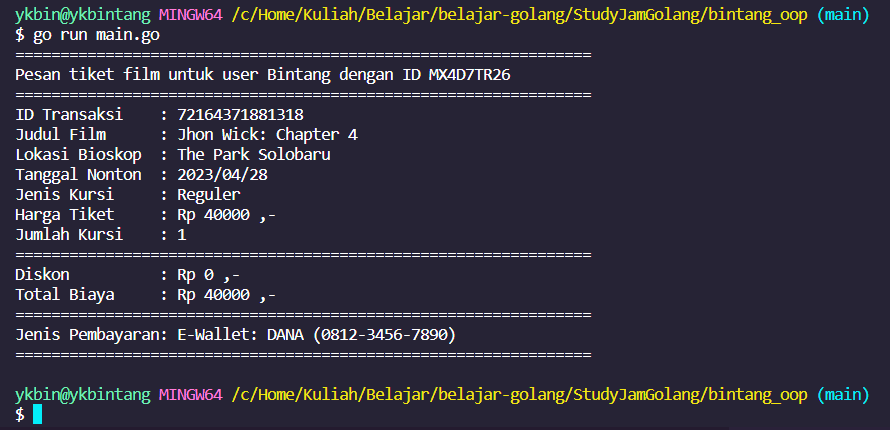 ykbin@ykbintang MINGW64 /c/Home/Kuliah/Belajar/belajar-golang/StudyJamGolang/bintang_oop (main)
$ go run main.go
================================================================
Pesan tiket film untuk user Bintang dengan ID MX4D7TR26
================================================================
ID Transaksi    : 72164371881318
Judul Film      : Jhon Wick: Chapter 4
Lokasi Bioskop  : The Park Solobaru
Tanggal Nonton  : 2023/04/28
Jenis Kursi     : Reguler
Harga Tiket     : Rp 40000 ,-
Jumlah Kursi    : 1
================================================================
Diskon          : Rp 0 ,-
Total Biaya     : Rp 40000 ,-
================================================================
Jenis Pembayaran: E-Wallet: DANA (0812-3456-7890)
================================================================
ykbin@ykbintang MINGW64 /c/Home/Kuliah/Belajar/belajar-golang/StudyJamGolang/bintang_oop (main)
$